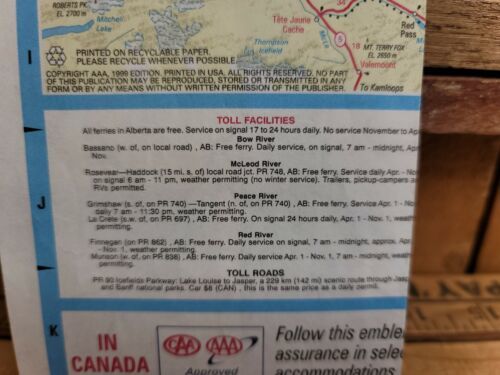 ROBERTS PK.
EL. 2700 m
Mitchell
Lake
Tête Jaune
Cache
34
Red
Pass
Thompson
Icefield
5
18
MT. TERRY FOX
EL. 2650 m
Valemount
To Kamloops
I
PRINTED ON RECYCLABLE PAPER.
PLEASE RECYCLE WHENEVER POSSIBLE.
COPYRIGHT AAA, 1999 EDITION. PRINTED IN USA. ALL RIGHTS RESERVED. NO PART
OF THIS PUBLICATION MAY BE REPRODUCED, STORED OR TRANSMITTED IN ANY
FORM OR BY ANY MEANS WITHOUT WRITTEN PERMISSION OF THE PUBLISHER.
TOLL FACILITIES
All ferries in Alberta are free. Service on signal 17 to 24 hours daily. No service November to Apr
Bow River
Bassano (w. of, on local road) , AB: Free ferry. Daily service, on signal, 7 am - midnight, Ap
Nov.
McLeod River
Rosevear—Haddock (15 mi. s, of) local road jct. PR 748, AB: Free ferry. Service daily Apr. - Nov
on signal 6 am - 11 pm, weather permitting (no winter service). Trailers, pickup-campers a
RVs permitted.
J
Peace River
Grimshaw (s. of, on PR 740) —Tangent (n. of, on PR 740) , AB: Free ferry. Service Apr. - Nov. 1
daily 7 am - 11:30 pm, weather permitting.
La Crete (s.w. of, on PR 697) , AB: Free ferry. On signal 24 hours daily, Apr. 1 - Nov. 1, weath
permitting.
Red River
Finnegan (on PR 862) , AB: Free ferry. Daily service on signal, 7 am - midnight, approx. Apr.
- Nov. 1, weather permitting.
Munson (w. of, on PR 838) , AB: Free ferry. Daily service Apr. 1 - Nov. 1, 7 am - midnight, weath
permitting.
TOLL ROADS
PR 93 Icefields Parkway: Lake Louise to Jasper, a 229 km (142 mi) scenic route through Jasp
and Banff national parks. Car $8 (CAN) , this is the same price as a daily permit.
K
IN
CANADA
CAA
AAA
Approved
Follow this emble
assurance in selec
accommodations
PAY